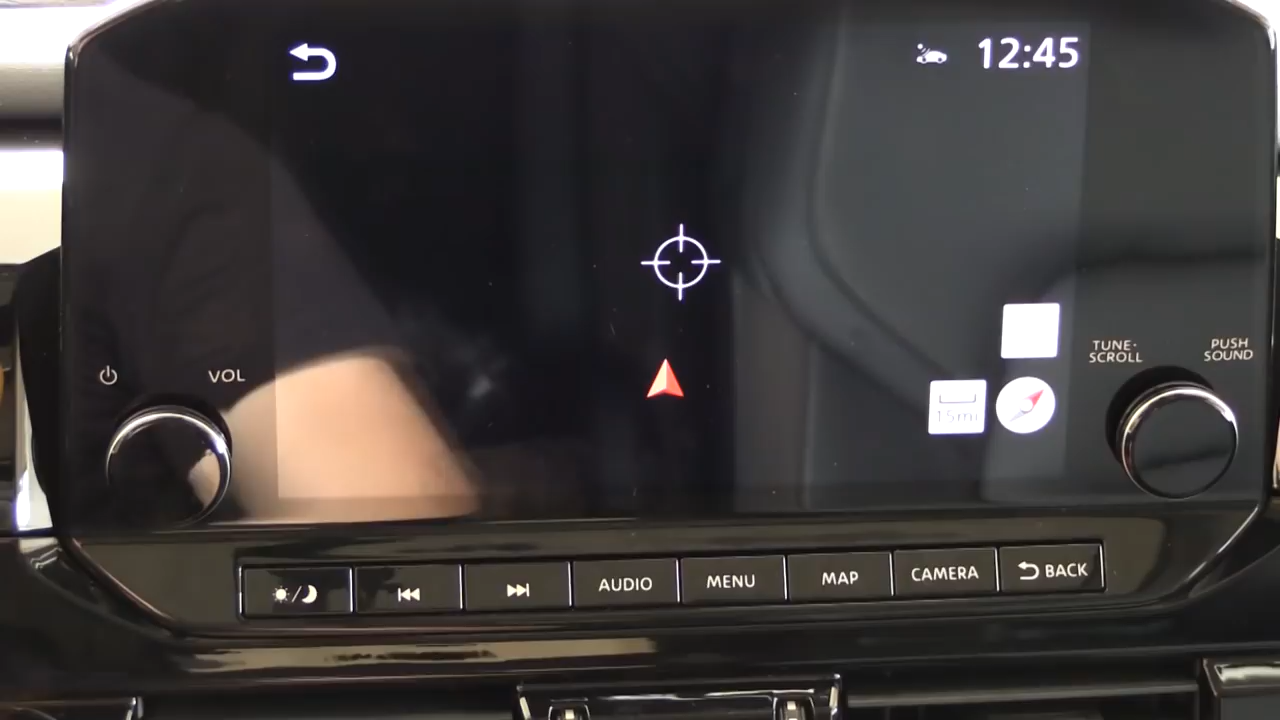 12:45
TUNE·
SCROLL
PUSH
SOUND
VOL
15mi
AUDIO
MENU
MAP
CAMERA
BACK